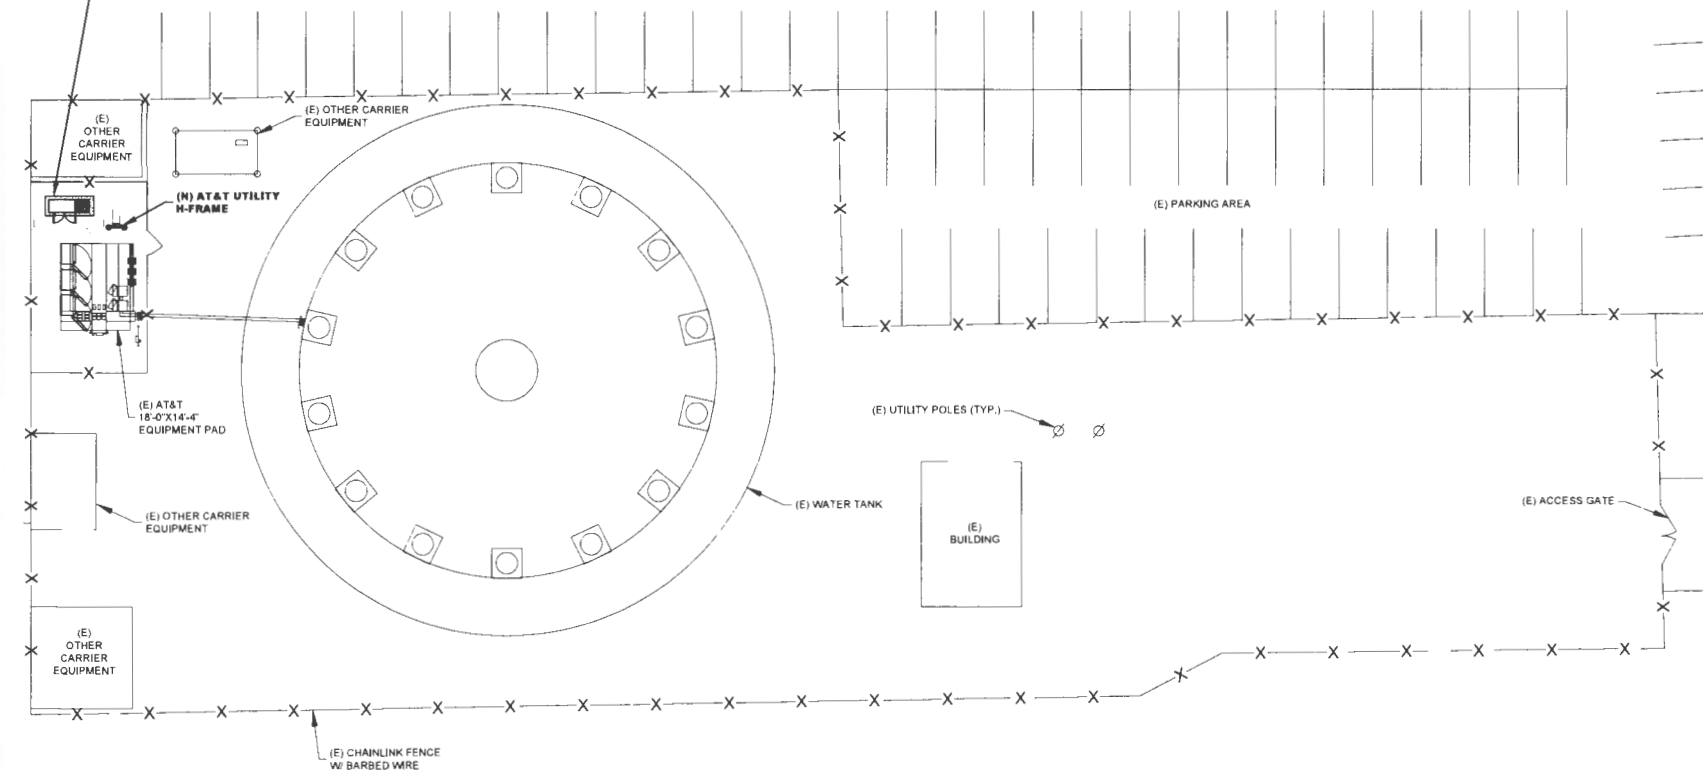 (E) OTHER CARRIER
EQUIPMENT
(E)
OTHER
CARRIER
EQUIPMENT
(N) AT&T UTILITY
H-FRAME
(E) PARKING AREA
(E) AT&T
18'-0"X14'-4"
EQUIPMENT PAD
(E) UTILITY POLES (TYP.)
(E) WATER TANK
(E) ACCESS GATE
(E) OTHER CARRIER
EQUIPMENT
(E)
BUILDING
(E)
OTHER
CARRIER
EQUIPMENT
(E) CHAINLINK FENCE
W/ BARBED WIRE